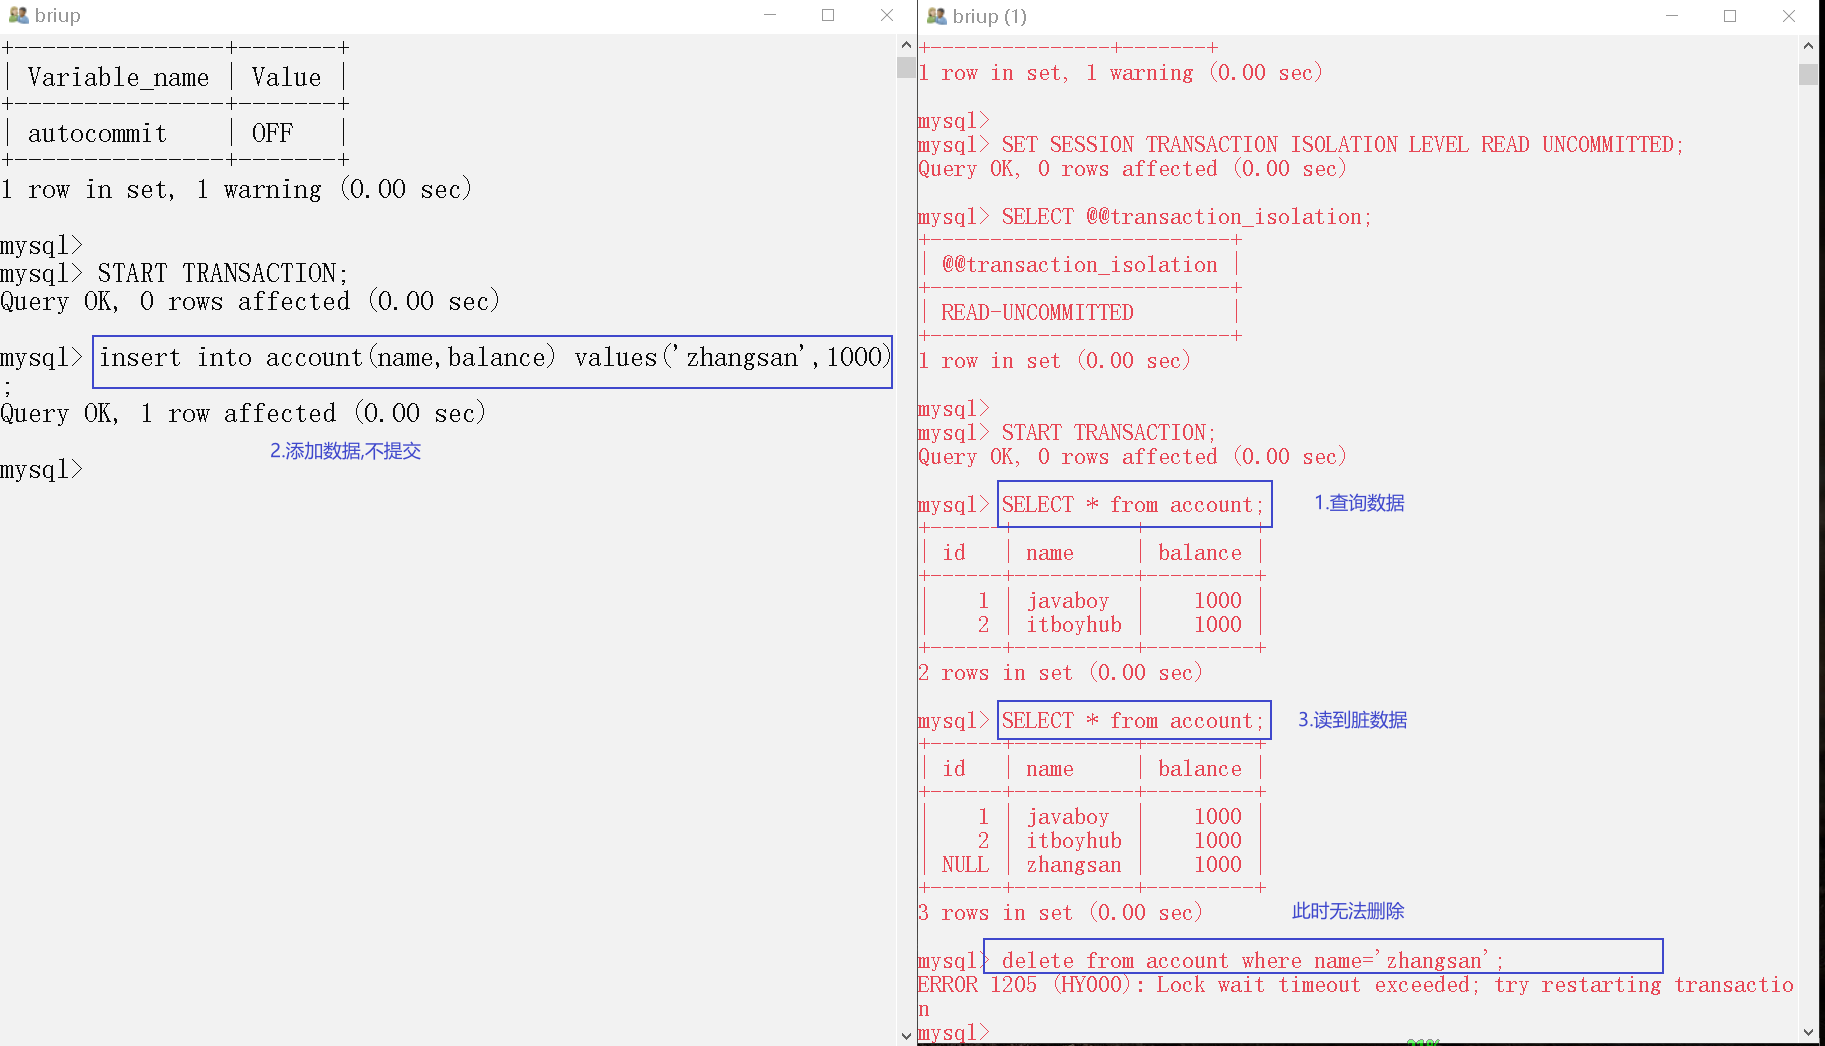 briup
+---------------+-------+
| Variable_name | Value |
+---------------+-------+
| autocommit    | OFF   |
+---------------+-------+
1 row in set, 1 warning (0.00 sec)
mysql>
mysql> START TRANSACTION;
Query OK, 0 rows affected (0.00 sec)
mysql> insert into account(name,balance) values('zhangsan',1000)
;
Query OK, 1 row affected (0.00 sec)
2.添加数据,不提交
mysql>
briup (1)
+---------------+-------+
1 row in set, 1 warning (0.00 sec)
mysql>
mysql> SET SESSION TRANSACTION ISOLATION LEVEL READ UNCOMMITTED;
Query OK, 0 rows affected (0.00 sec)
mysql> SELECT @@transaction_isolation;
+-------------------------+
| @@transaction_isolation |
+-------------------------+
| READ-UNCOMMITTED        |
+-------------------------+
1 row in set (0.00 sec)
mysql>
mysql> START TRANSACTION;
Query OK, 0 rows affected (0.00 sec)
mysql> SELECT * from account; 1.查询数据
+------+----------+---------+
| id   | name     | balance |
+------+----------+---------+
|    1 | javaboy  |    1000 |
|    2 | itboyhub |    1000 |
+------+----------+---------+
2 rows in set (0.00 sec)
mysql> SELECT * from account; 3.读到脏数据
+------+----------+---------+
| id   | name     | balance |
+------+----------+---------+
|    1 | javaboy  |    1000 |
|    2 | itboyhub |    1000 |
| NULL | zhangsan |    1000 |
+------+----------+---------+
3 rows in set (0.00 sec) 此时无法删除
mysql> delete from account where name='zhangsan';
ERROR 1205 (HY000): Lock wait timeout exceeded; try restarting transactio
n
mysql>